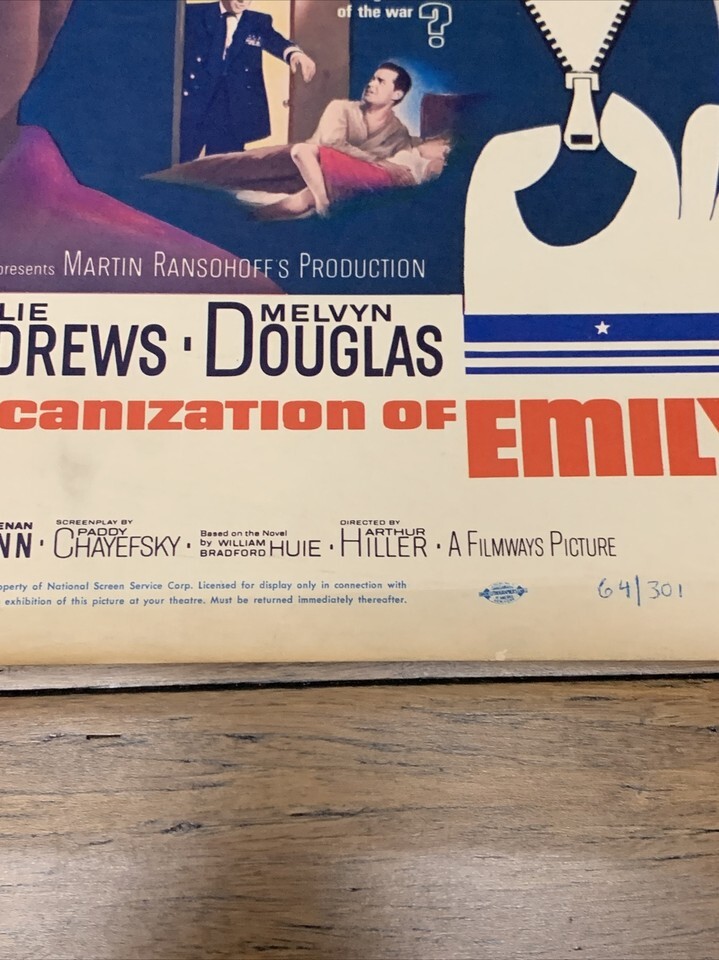 of the war ?
presents MARTIN RANSOHOFF'S PRODUCTION
LIE
DREWS · MELVYN DOUGLAS
canization of EMILY
ENAN
NN · SCREENPLAY BY PADDY CHAYEFSKY · Based on the Novel by WILLIAM BRADFORD HUIE · DIRECTED BY ARTHUR HILLER · A FILMWAYS PICTURE
operty of National Screen Service Corp. Licensed for display only in connection with
exhibition of this picture at your theatre. Must be returned immediately thereafter.
64/301